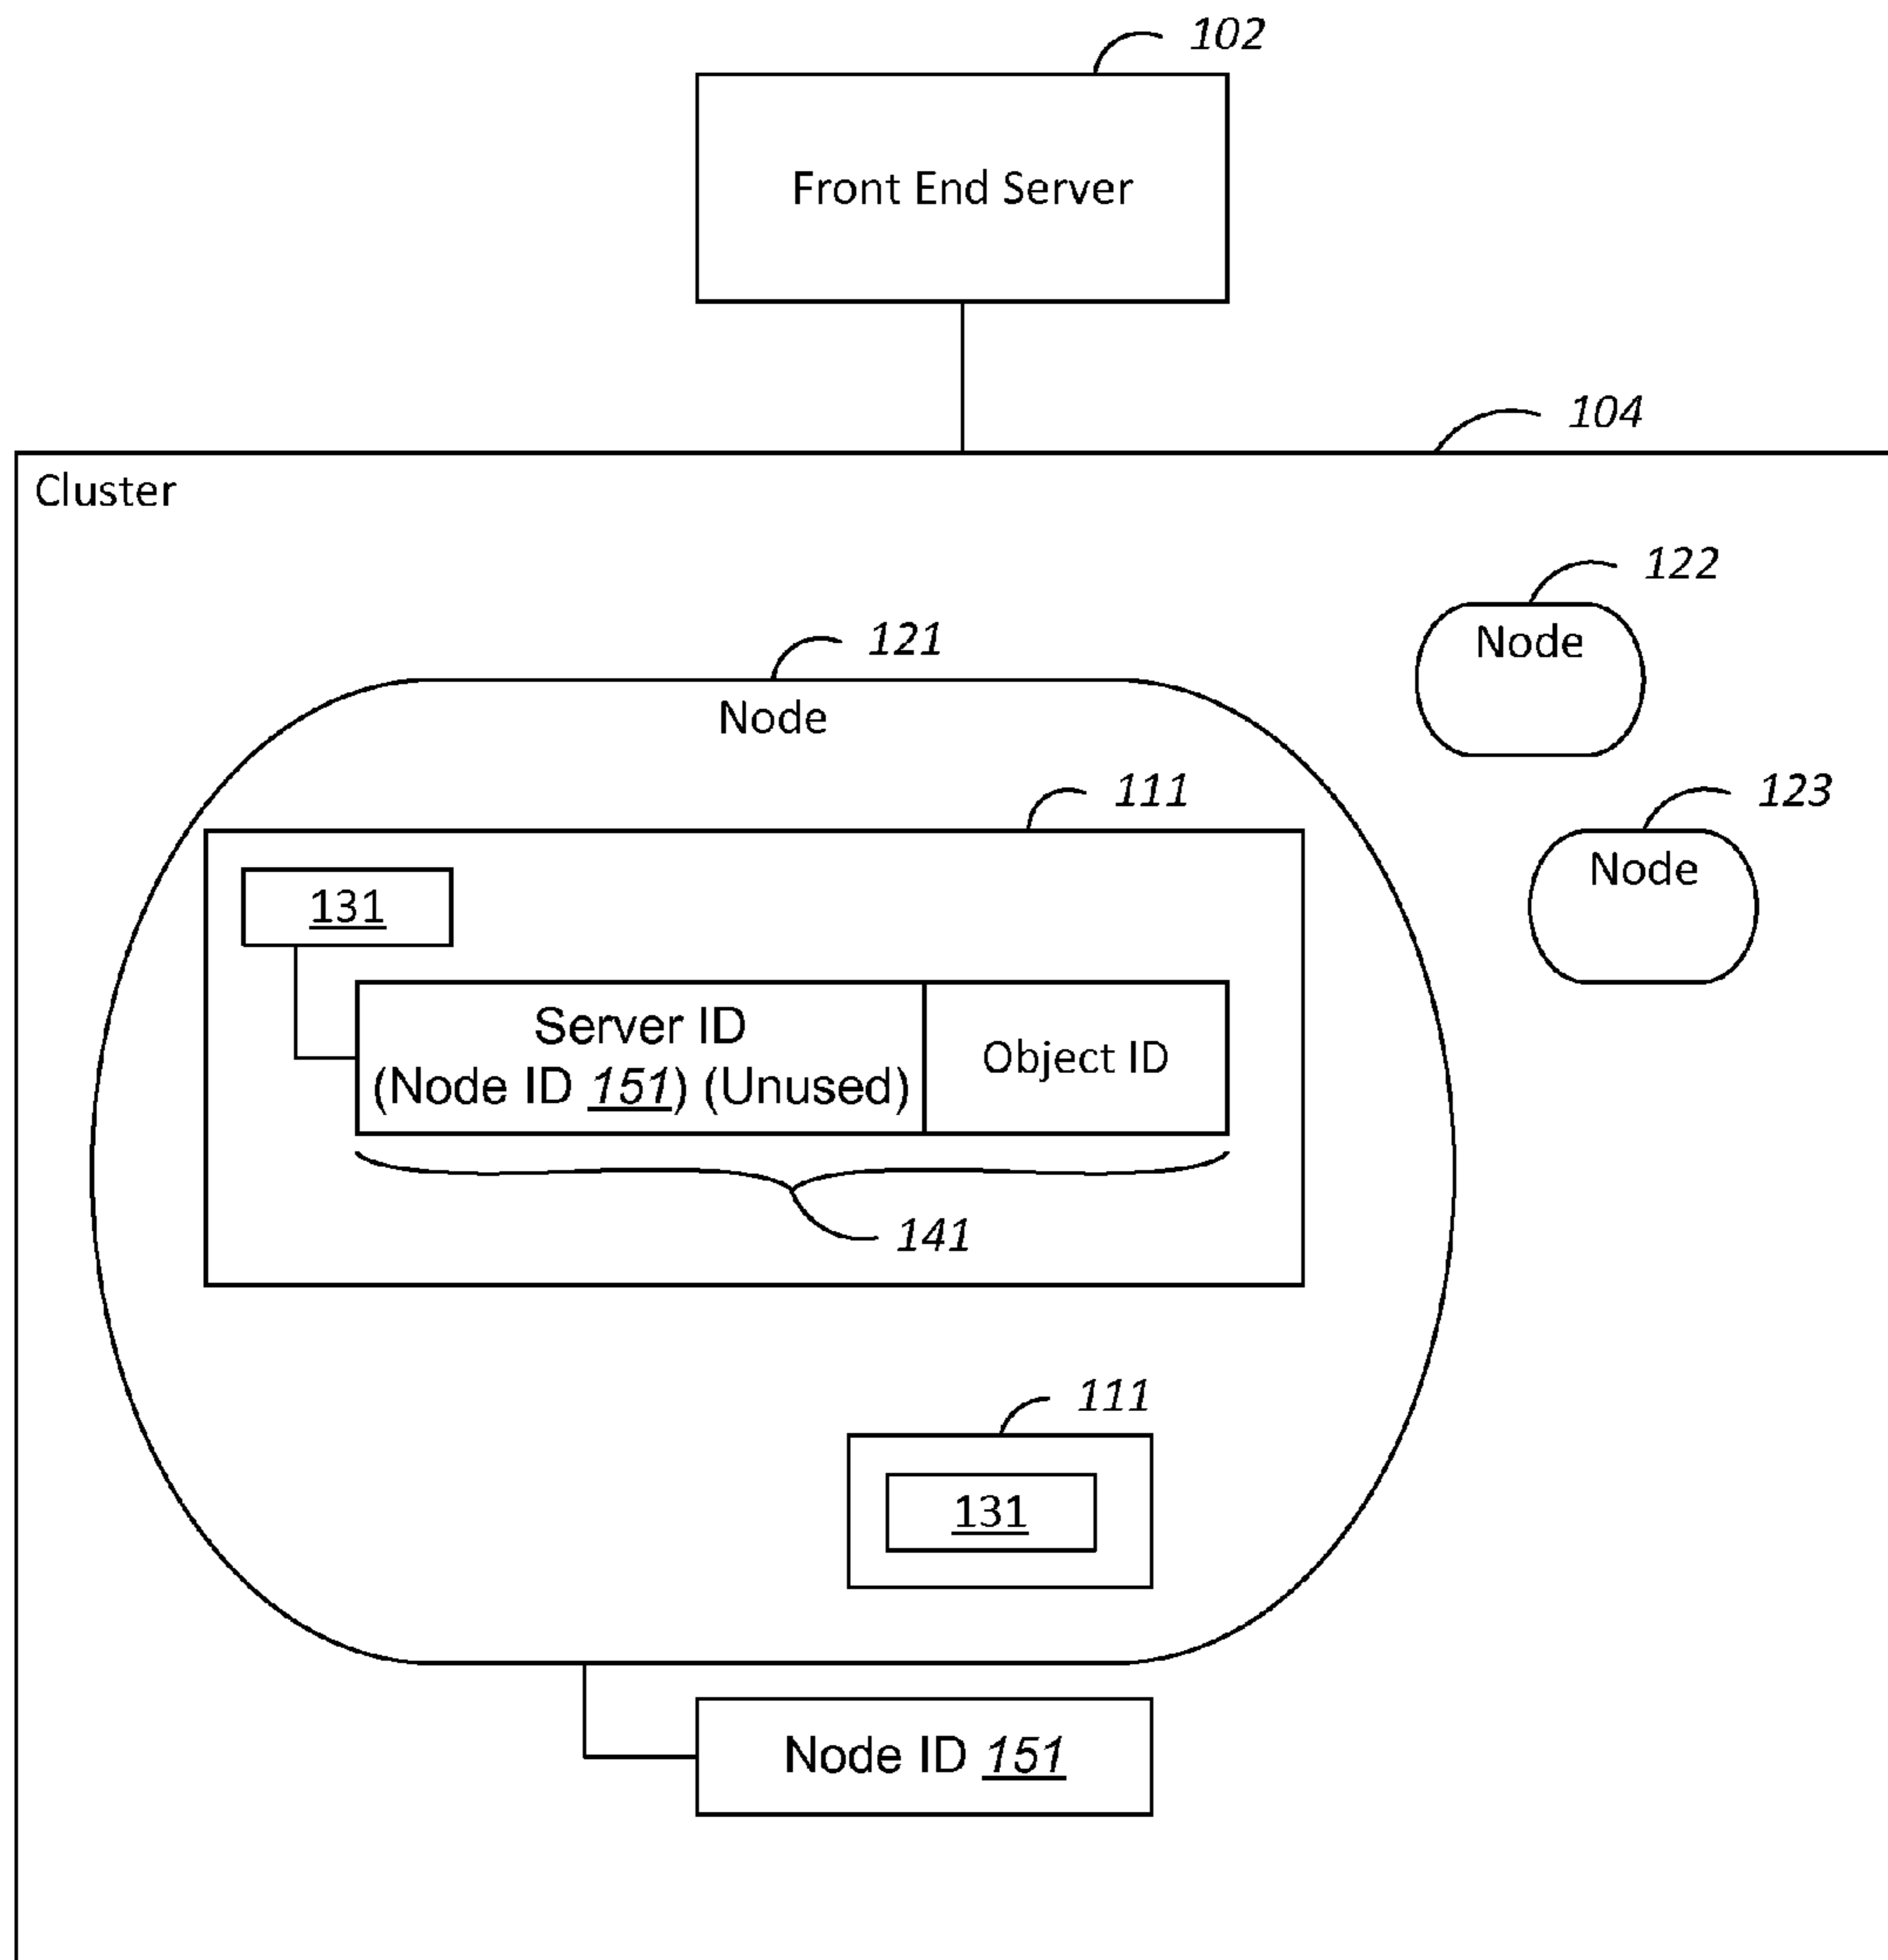 102
Front End Server
104
Cluster
122
Node
121
Node
123
Node
111
131
Server ID
(Node ID 151) (Unused)
Object ID
141
111
131
Node ID 151